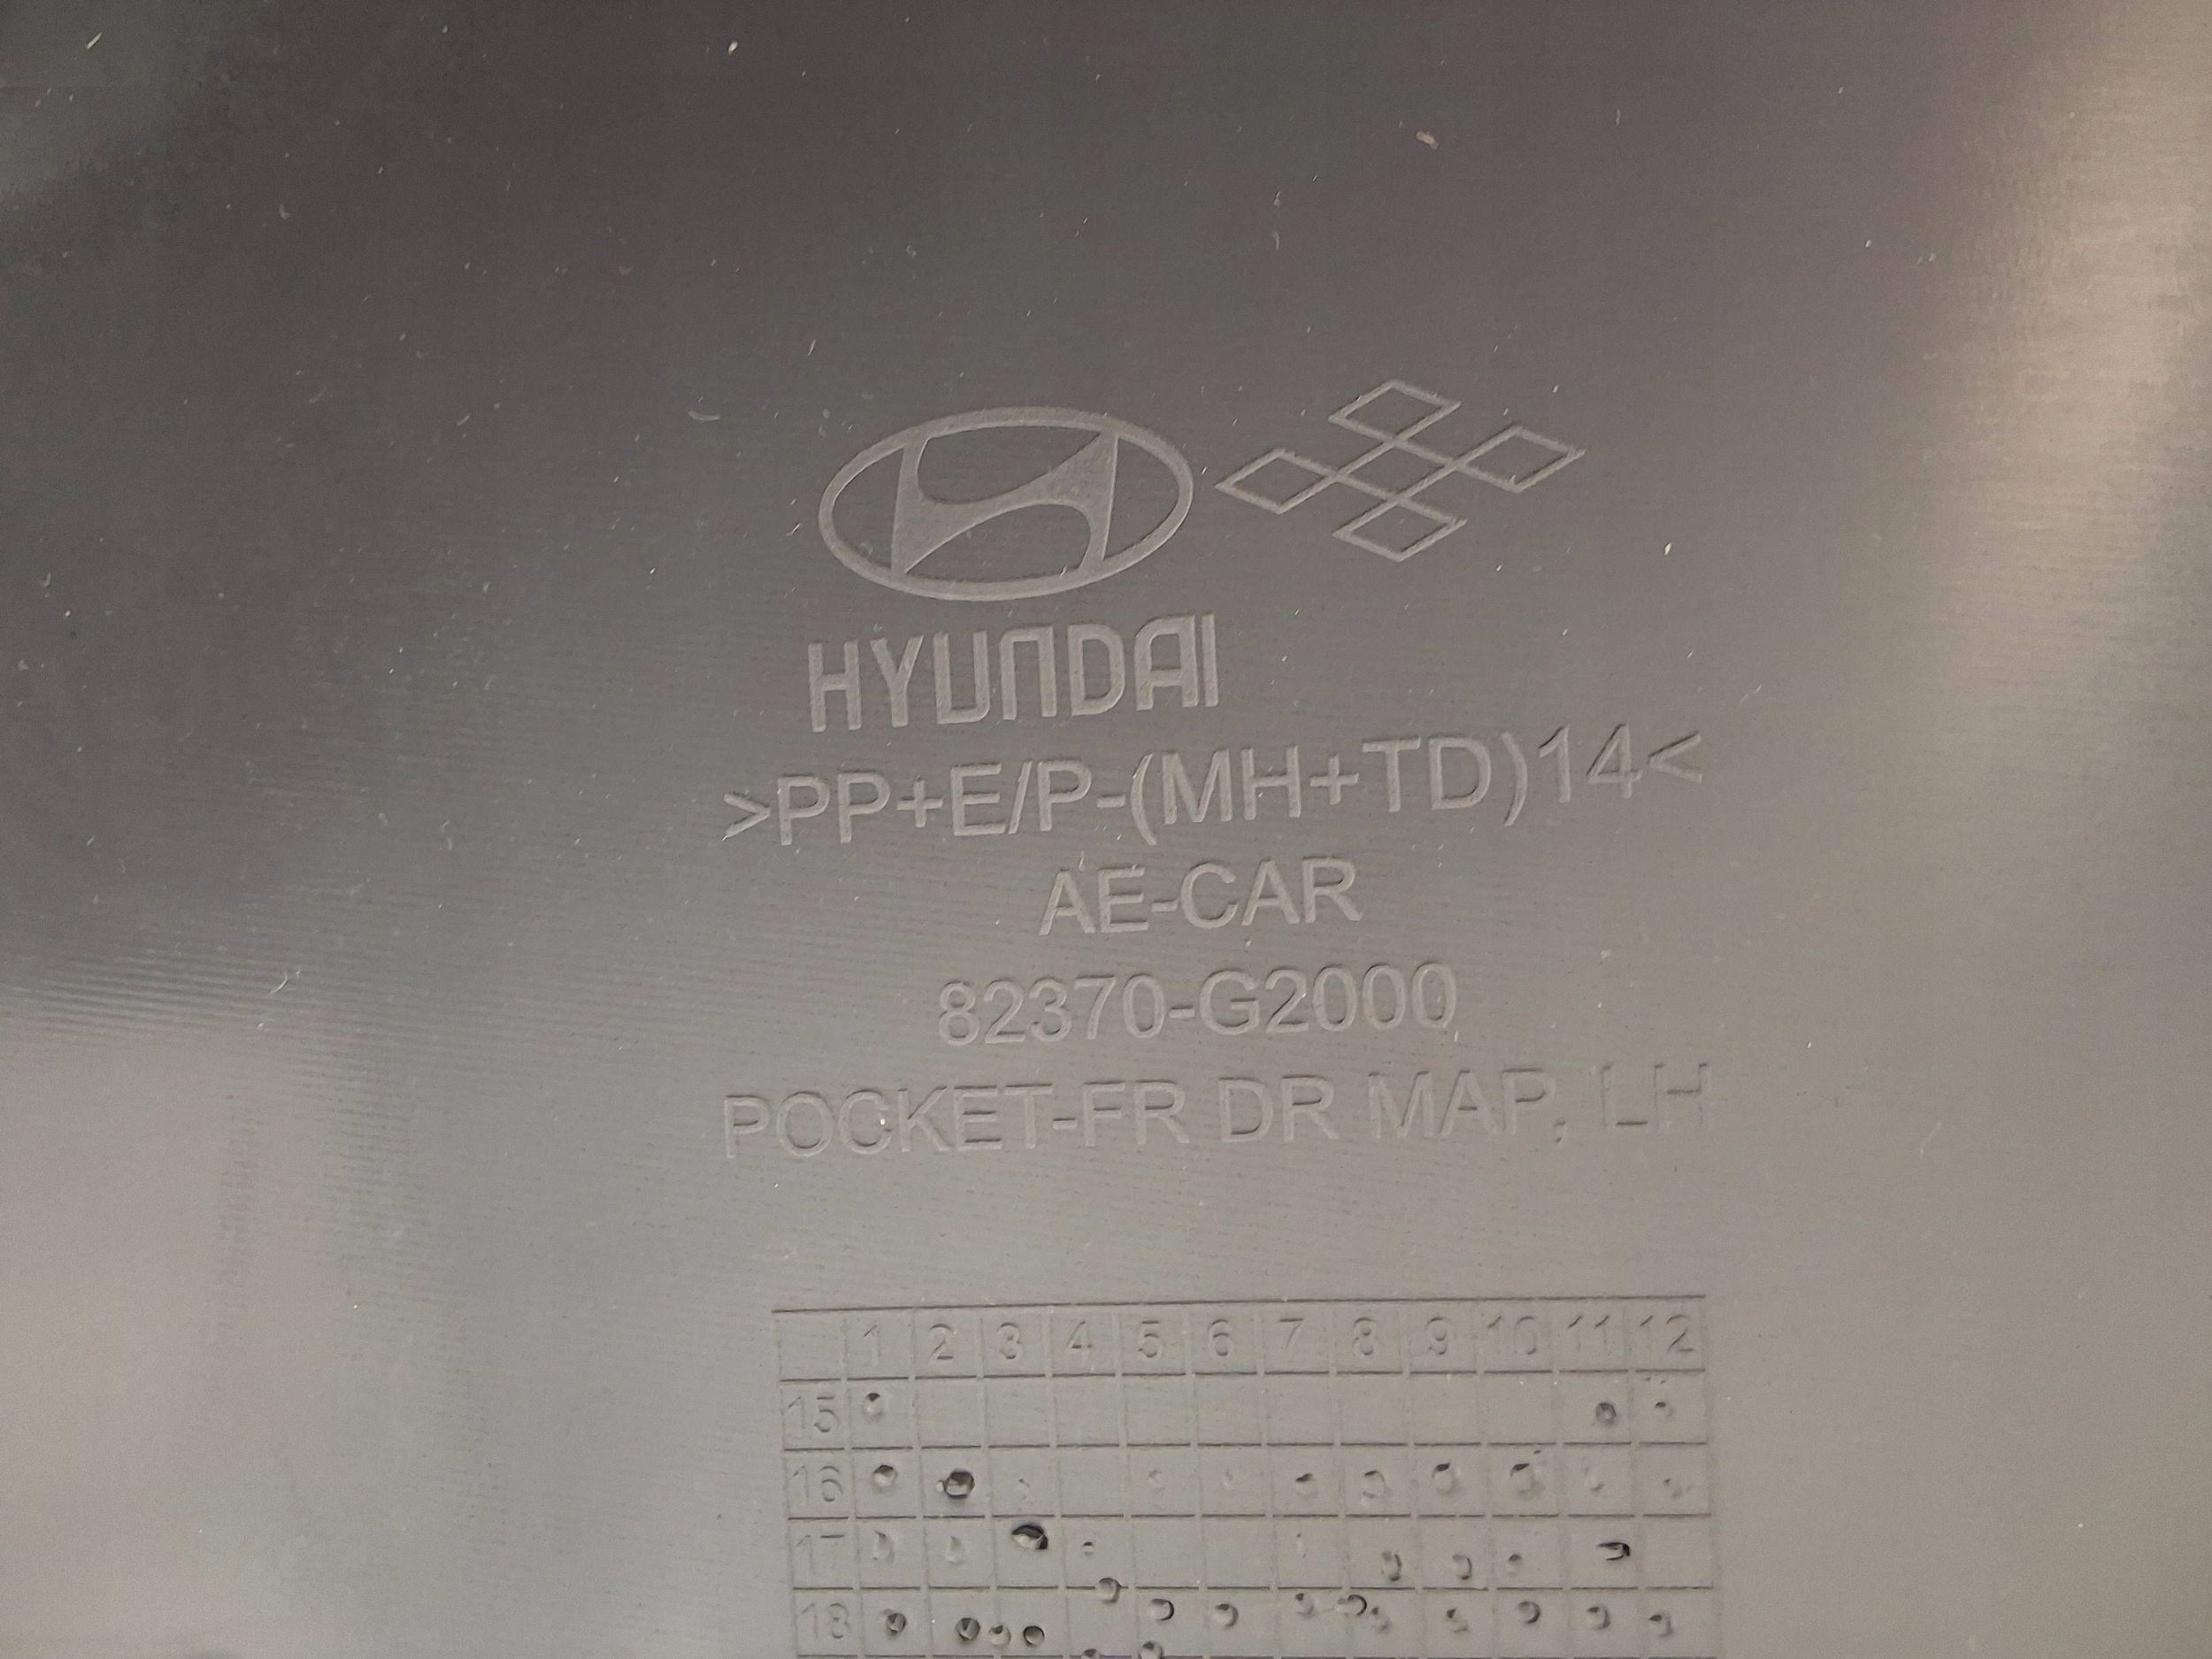 HYUNDAI
>PP+E/P-(MH+TD)14<
AE-CAR
82370-G2000
POCKET-FR DR MAP, LH
1 2 3 4 5 6 7 8 9 10 11 12
15
16
17
18